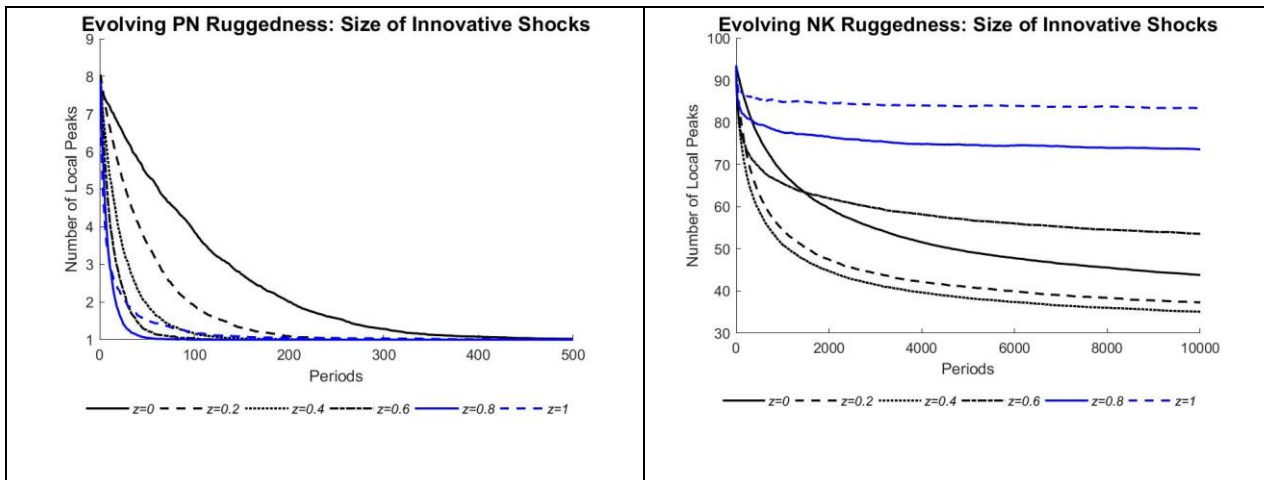 Evolving PN Ruggedness: Size of Innovative Shocks
9
8
7
6
5
4
3
2
1
Number of Local Peaks
0 100 200 300 400 500
Periods
z=0 z=0.2 z=0.4 z=0.6 z=0.8 z=1
Evolving NK Ruggedness: Size of Innovative Shocks
100
90
80
70
60
50
40
30
Number of Local Peaks
0 2000 4000 6000 8000 10000
Periods
z=0 z=0.2 z=0.4 z=0.6 z=0.8 z=1